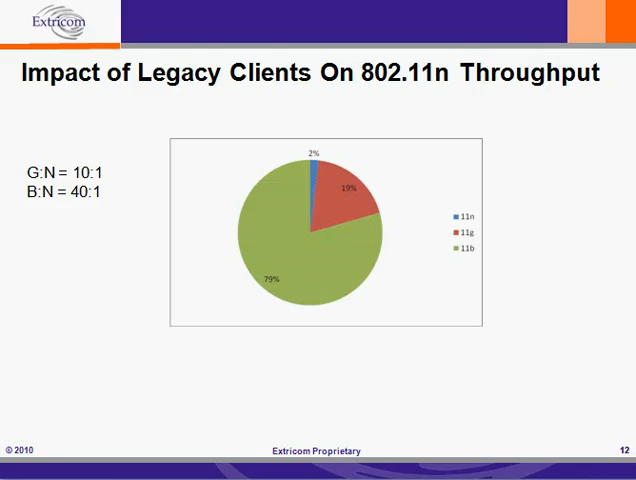 Extricom
Impact of Legacy Clients On 802.11n Throughput
G:N = 10:1
B:N = 40:1
2%
19%
79%
11n
11g
11b
© 2010
Extricom Proprietary
12